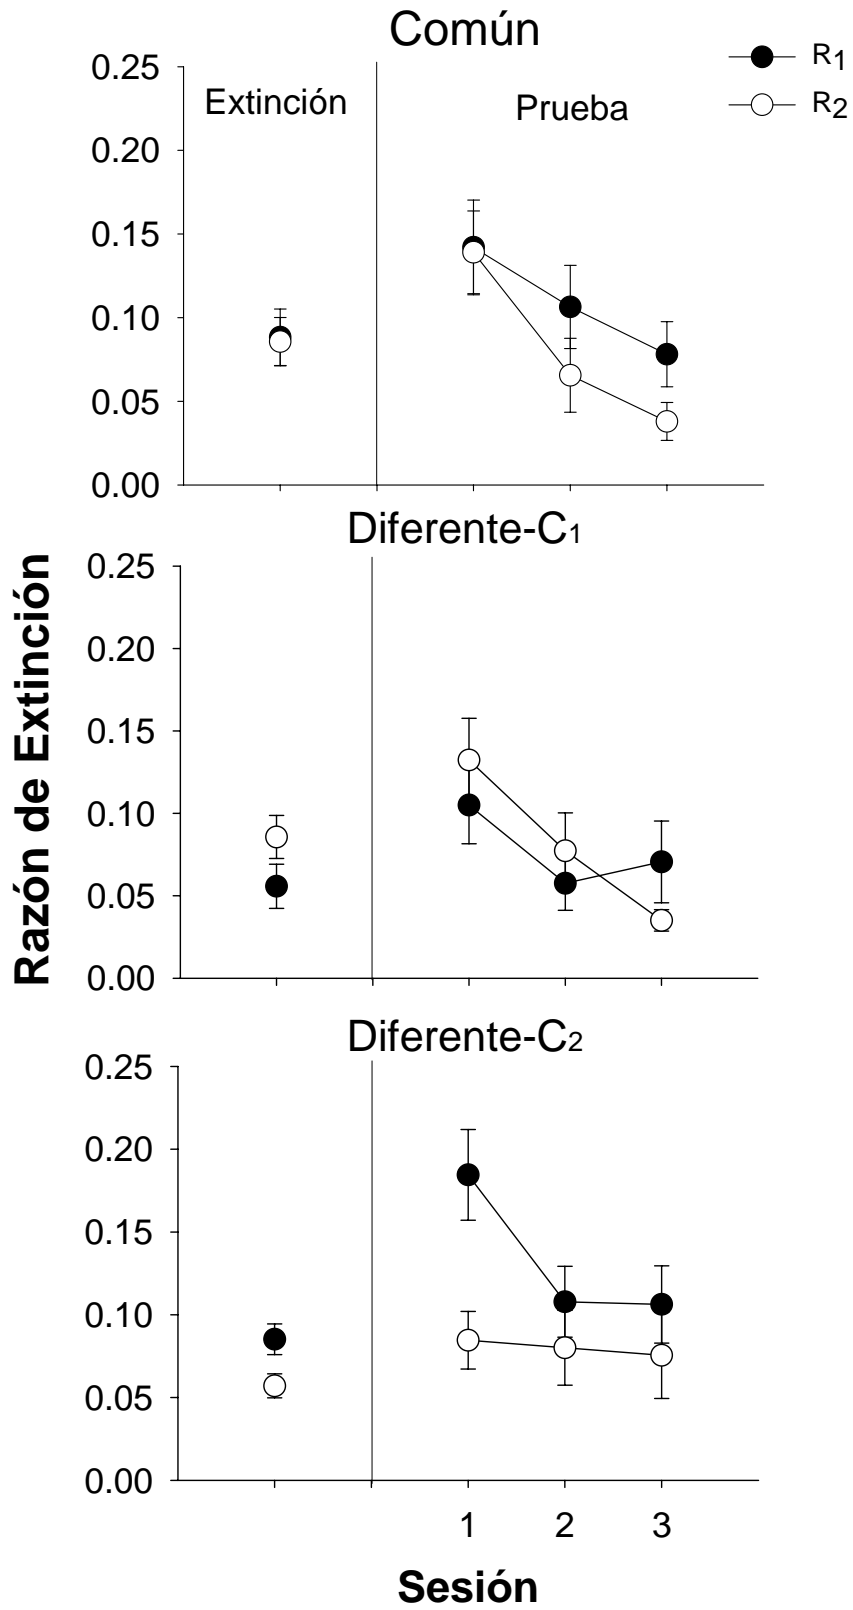 Común
R1
R2
Extinción
Prueba
0.25
0.20
0.15
0.10
0.05
0.00
Diferente-C1
0.25
0.20
0.15
0.10
0.05
0.00
Razón de Extinción
Diferente-C2
0.25
0.20
0.15
0.10
0.05
0.00
1 2 3
Sesión